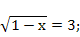 √(1-x) = 3;